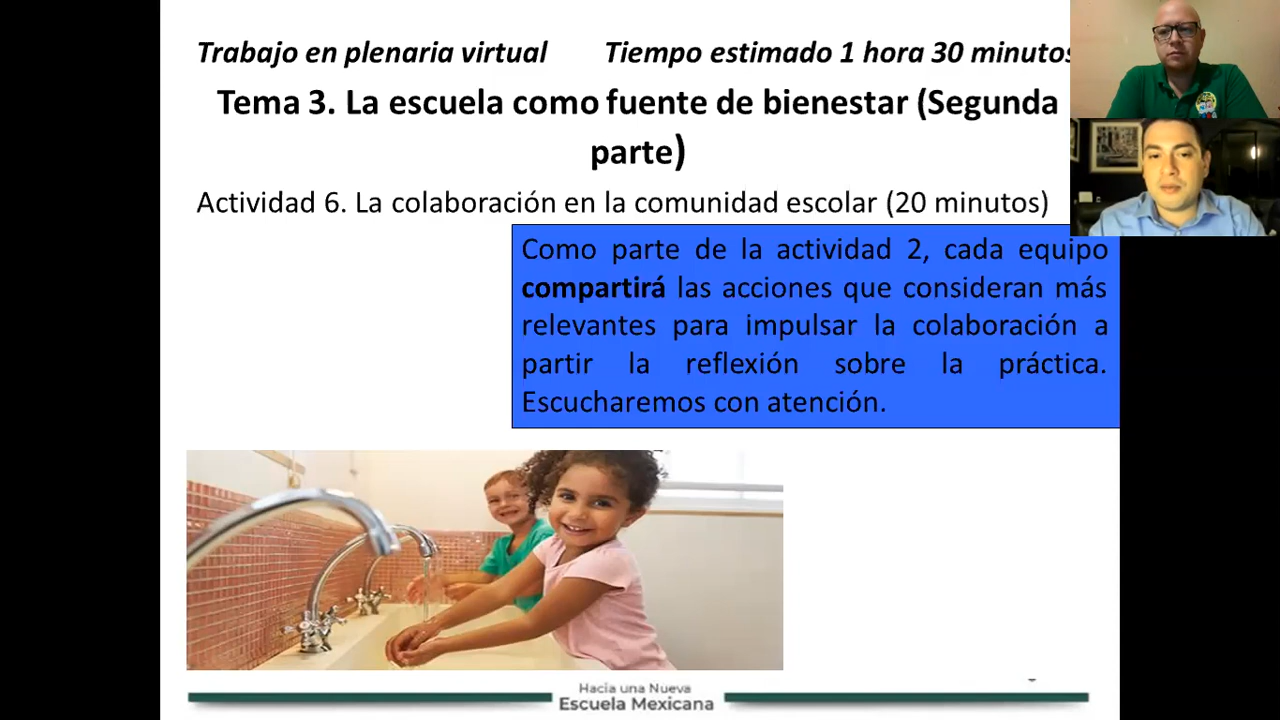 Trabajo en plenaria virtual Tiempo estimado 1 hora 30 minutos
Tema 3. La escuela como fuente de bienestar (Segunda
parte)
Actividad 6. La colaboración en la comunidad escolar (20 minutos)
Como parte de la actividad 2, cada equipo
compartirá las acciones que consideran más
relevantes para impulsar la colaboración a
partir la reflexión sobre la práctica.
Escucharemos con atención.
Hacia una Nueva
Escuela Mexicana